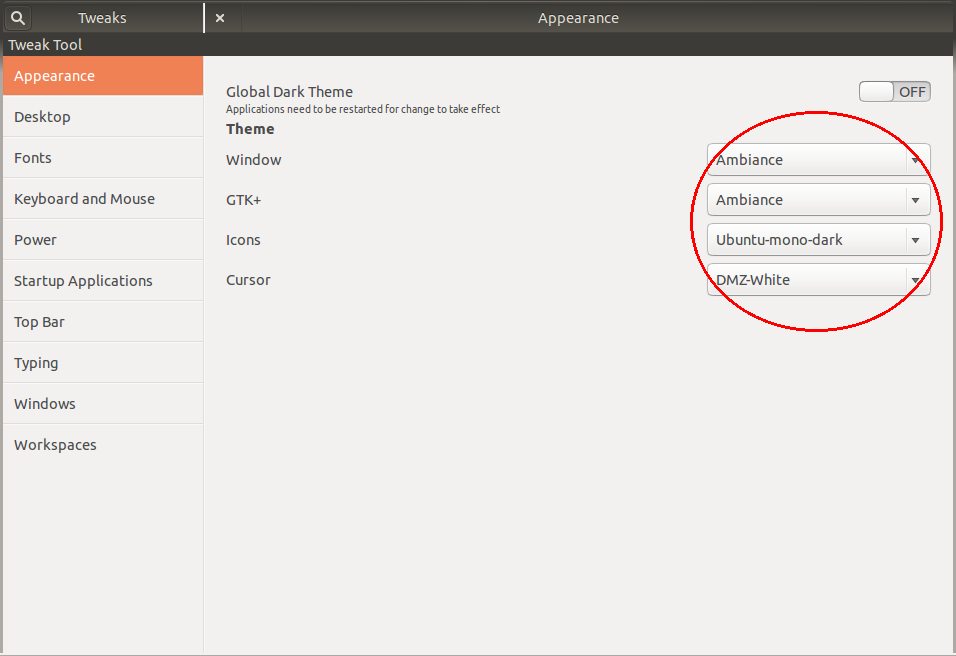 Tweaks
Appearance
Tweak Tool
Appearance
Desktop
Fonts
Keyboard and Mouse
Power
Startup Applications
Top Bar
Typing
Windows
Workspaces
Global Dark Theme OFF
Applications need to be restarted for change to take effect
Theme
Window Ambiance
GTK+ Ambiance
Icons Ubuntu-mono-dark
Cursor DMZ-White